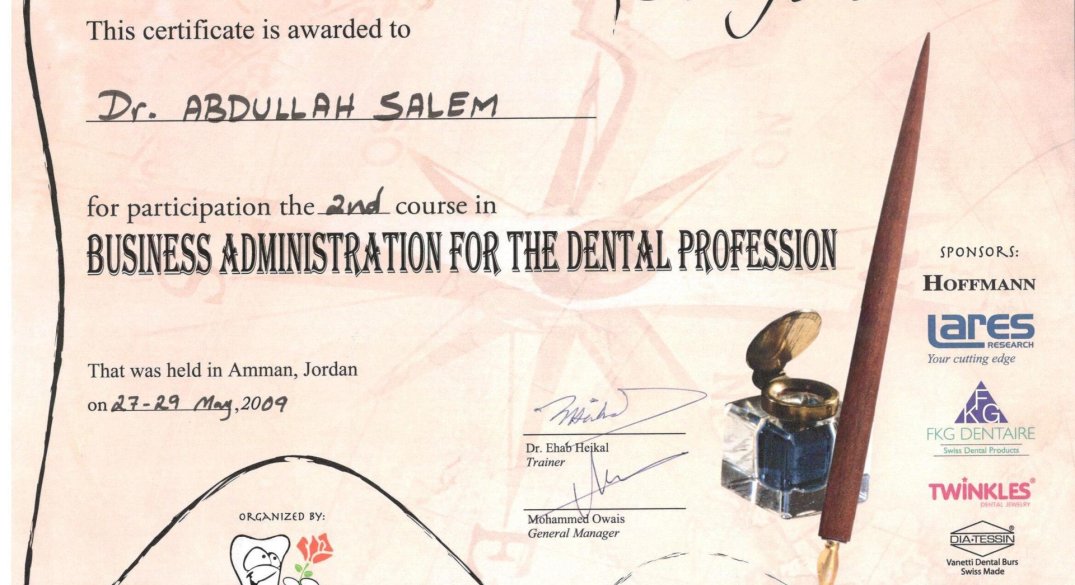 This certificate is awarded to
Dr. ABDULLAH SALEM
for participation the 2nd course in
BUSINESS ADMINISTRATION FOR THE DENTAL PROFESSION
That was held in Amman, Jordan
on 27-29 May, 2009
Dr. Ehab Heikal
Trainer
Mohammed Owais
General Manager
ORGANIZED BY:
SPONSORS:
HOFFMANN
Lares
RESEARCH
Your cutting edge
FKG
FKG DENTAIRE
Swiss Dental Products
TWINKLES®
DENTAL JEWELRY
DIA-TESSIN®
Vanetti Dental Burs
Swiss Made